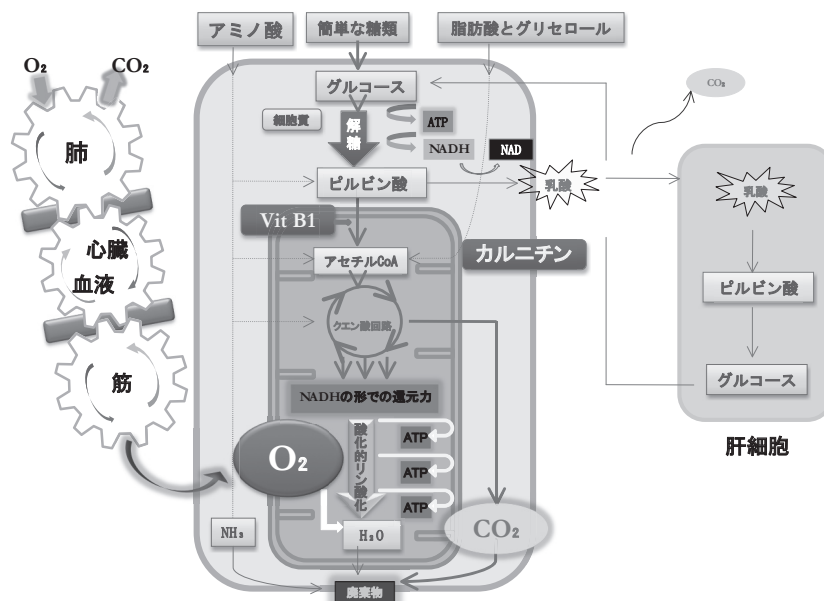 アミノ酸
簡単な糖類
脂肪酸とグリセロール
O₂
CO₂
肺
心臓
血液
筋
グルコース
細胞質
解糖
ATP
NADH
NAD
ピルビン酸
乳酸
Vit B1
アセチルCoA
カルニチン
クエン酸回路
NADHの形での還元力
O₂
酸化的リン酸化
ATP
ATP
ATP
NH₃
H₂O
CO₂
廃棄物
CO₂
乳酸
ピルビン酸
グルコース
肝細胞